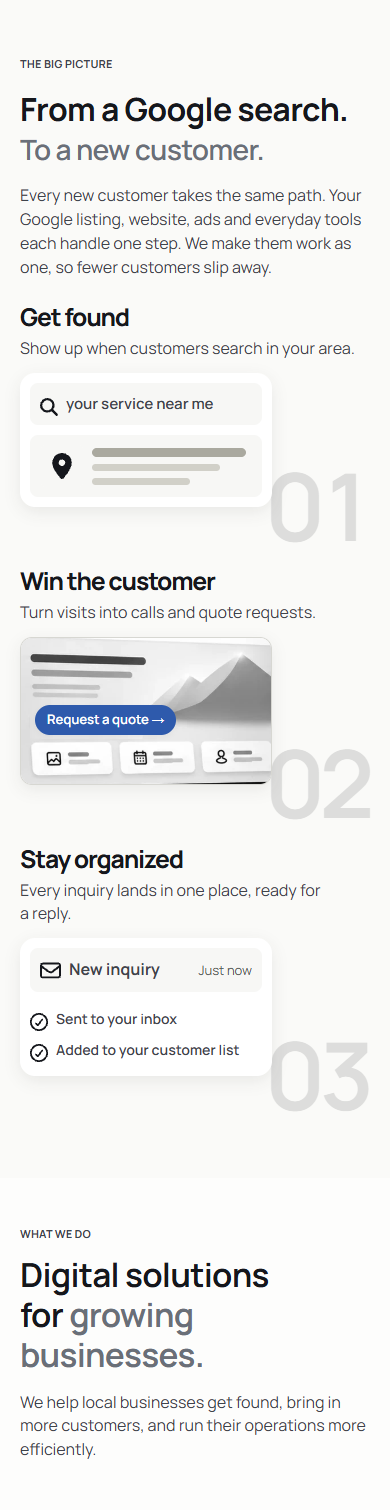 THE BIG PICTURE
From a Google search.
To a new customer.
Every new customer takes the same path. Your
Google listing, website, ads and everyday tools
each handle one step. We make them work as
one, so fewer customers slip away.
Get found
Show up when customers search in your area.
your service near me
01
Win the customer
Turn visits into calls and quote requests.
Request a quote →
02
Stay organized
Every inquiry lands in one place, ready for
a reply.
New inquiry Just now
Sent to your inbox
Added to your customer list
03
WHAT WE DO
Digital solutions
for growing
businesses.
We help local businesses get found, bring in
more customers, and run their operations more
efficiently.